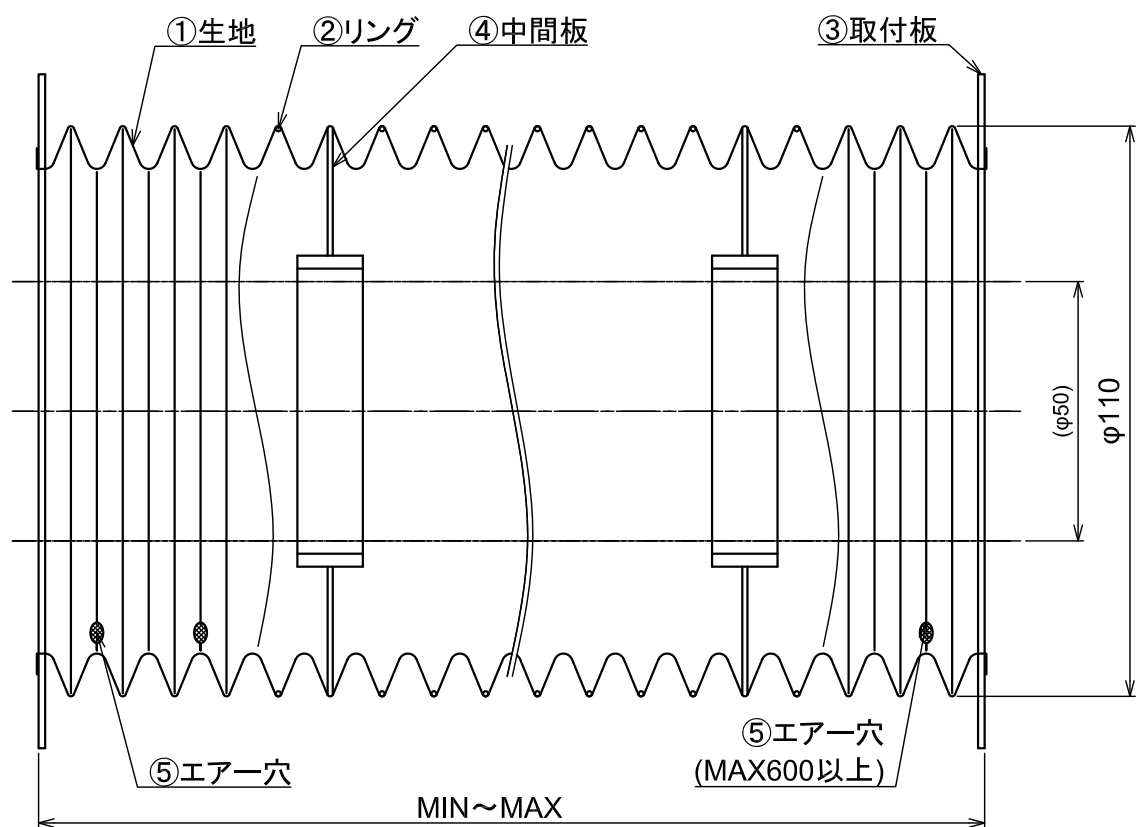 ①生地
②リング
④中間板
③取付板
(φ50)
φ110
⑤エアー穴
⑤エアー穴
(MAX600以上)
MIN～MAX